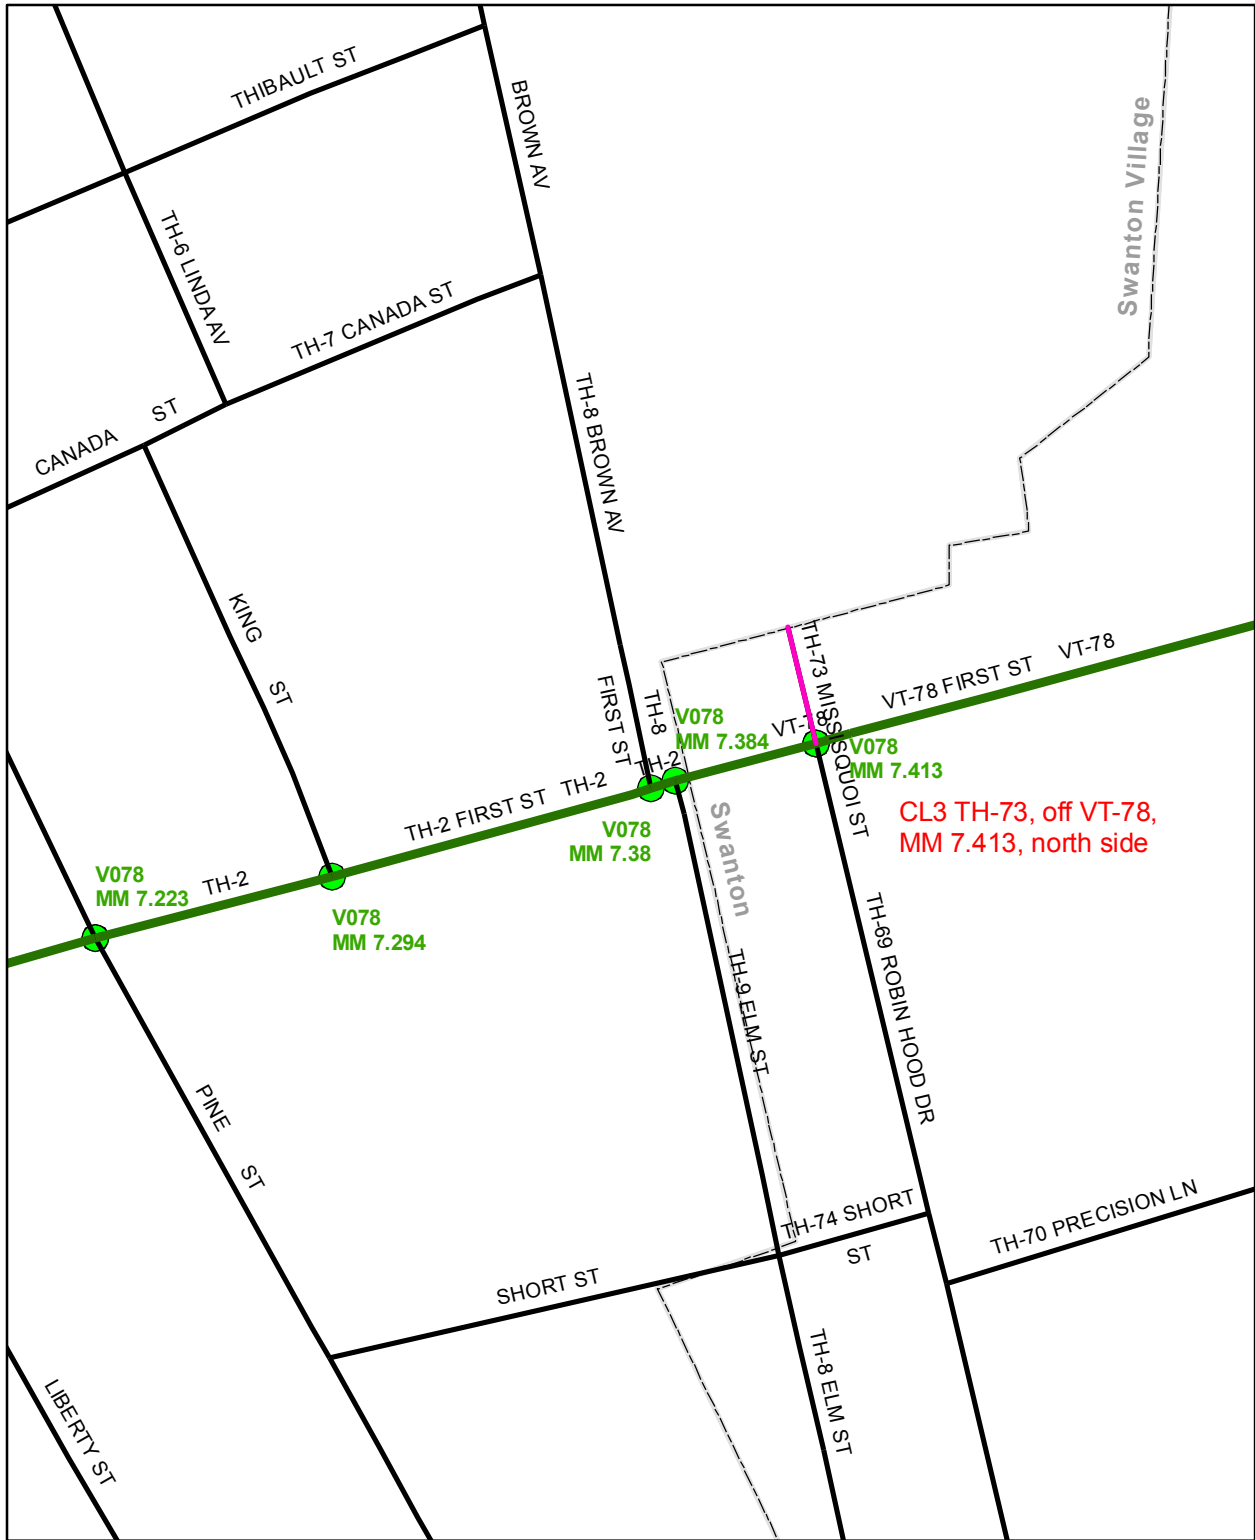 THIBAULT ST
BROWN AV
Swanton Village
TH-6 LINDA AV
TH-7 CANADA ST
CANADA ST
TH-8 BROWN AV
KING ST
FIRST ST
TH-8
TH-73 MISSISQUOI ST
VT-78 FIRST ST
VT-78
V078
MM 7.384
VT-78
V078
MM 7.413
TH-2
TH-2
TH-2 FIRST ST
V078
MM 7.38
CL3 TH-73, off VT-78,
MM 7.413, north side
Swanton
V078
MM 7.223
TH-2
V078
MM 7.294
TH-69 ROBIN HOOD DR
TH-9 ELM ST
PINE ST
TH-74 SHORT ST
TH-70 PRECISION LN
SHORT ST
TH-8 ELM ST
LIBERTY ST